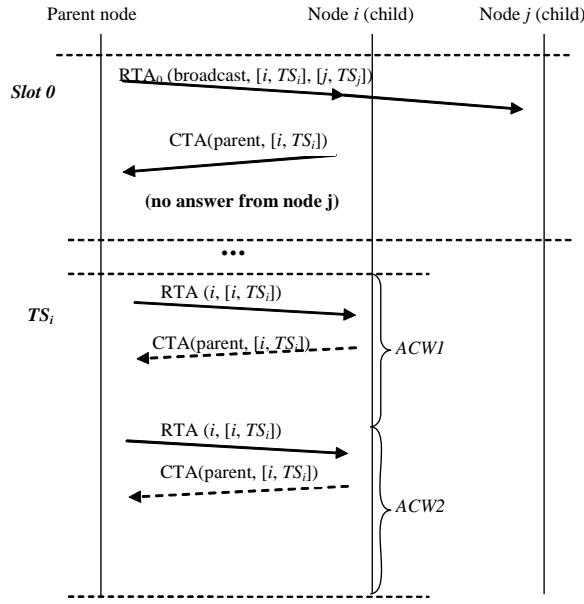 Parent node Node i (child) Node j (child)
RTA₀ (broadcast, [i, TSᵢ], [j, TSⱼ])
Slot 0
CTA(parent, [i, TSᵢ])
(no answer from node j)
...
RTA (i, [i, TSᵢ])
TSᵢ
CTA(parent, [i, TSᵢ])
ACW1
RTA (i, [i, TSᵢ])
CTA(parent, [i, TSᵢ])
ACW2